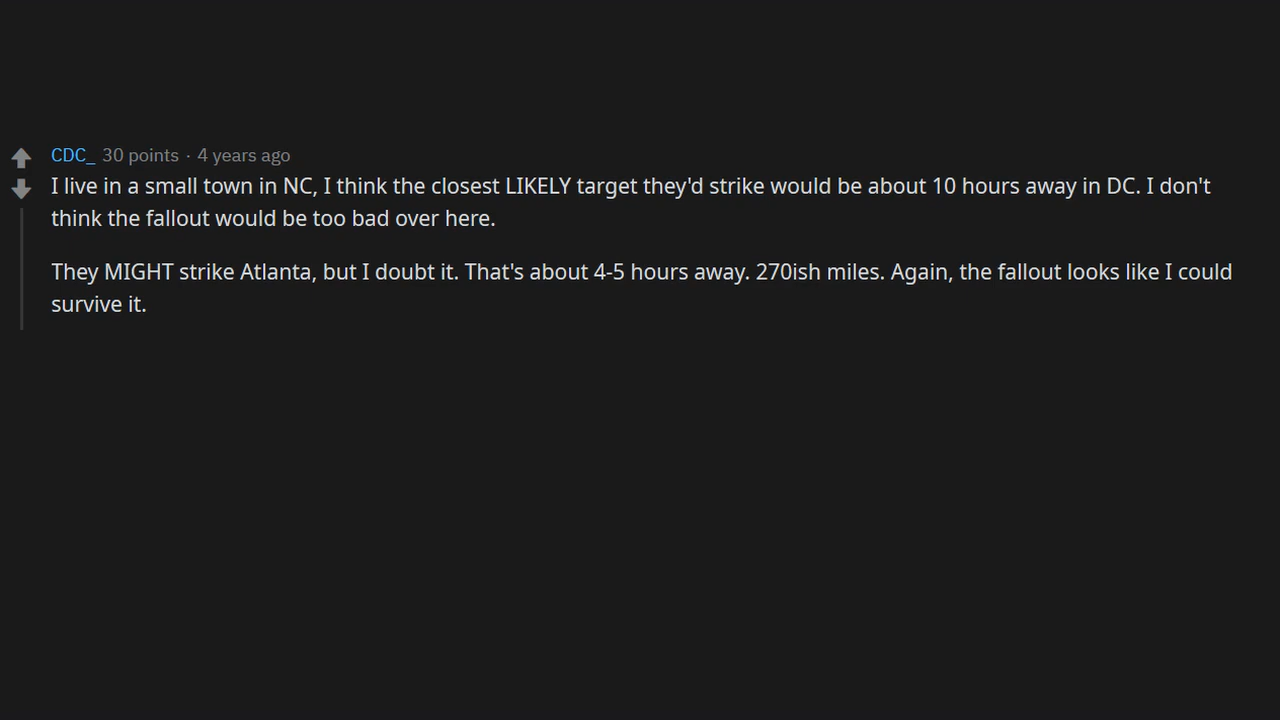 CDC_ 30 points · 4 years ago
I live in a small town in NC, I think the closest LIKELY target they'd strike would be about 10 hours away in DC. I don't
think the fallout would be too bad over here.
They MIGHT strike Atlanta, but I doubt it. That's about 4-5 hours away. 270ish miles. Again, the fallout looks like I could
survive it.